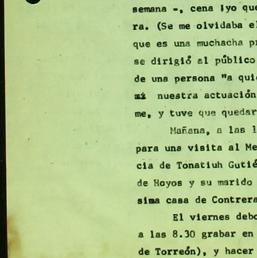 semana -, cena lyo que
ra. (Se me olvidaba el
que es una muchacha pr
se dirigió al público
de una persona "a quie
nuestra actuación
me, y tuve que quedar
Mañana, a las l
para una visita al Me
cia de Tonatiuh Gutié
de Hoyos y su marido
sima casa de Contrera
El viernes debo
a las 8.30 grabar en
de Torreón), y hacer